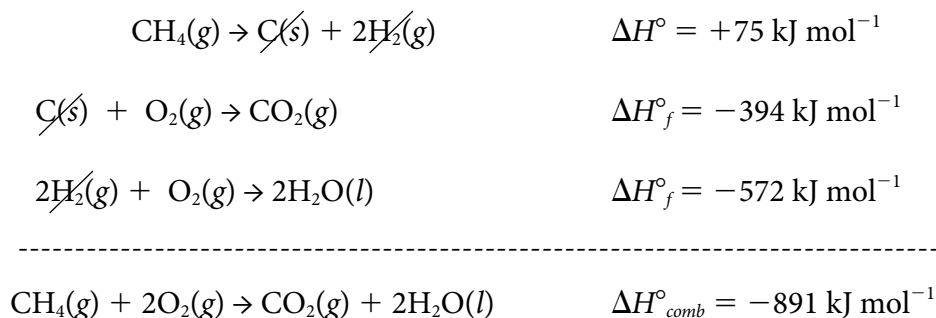 CH₄(g) → C(s) + 2H₂(g) ΔH° = +75 kJ mol⁻¹
C(s) + O₂(g) → CO₂(g) ΔH°f = −394 kJ mol⁻¹
2H₂(g) + O₂(g) → 2H₂O(l) ΔH°f = −572 kJ mol⁻¹
CH₄(g) + 2O₂(g) → CO₂(g) + 2H₂O(l) ΔH°comb = −891 kJ mol⁻¹